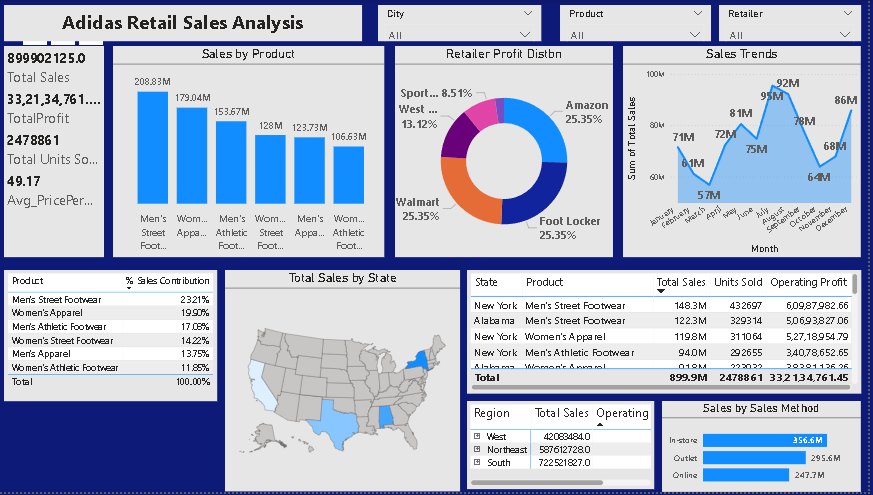 Adidas Retail Sales Analysis
City
All
Product
All
Retailer
All
899902125.0
Total Sales
33,21,34,761....
TotalProfit
2478861
Total Units So...
49.17
Avg_PricePer...
Sales by Product
208.83M
179.04M
153.67M
128M
123.73M
106.63M
Men's Street Foot...
Wom... Appa...
Men's Athletic Foot...
Wom... Street Foot...
Men's Appa...
Wom... Athletic Foot...
Retailer Profit Distbn
Sport... 8.51%
West ... 13.12%
Amazon 25.35%
Walmart 25.35%
Foot Locker 25.35%
Sales Trends
Sum of Total Sales
100M
80M
60M
71M
61M
57M
72M
81M
75M
95M
92M
78M
64M
68M
86M
January
February
March
April
May
June
July
August
September
October
November
December
Month
Product % Sales Contribution
Men's Street Footwear 23.21%
Women's Apparel 19.90%
Men's Athletic Footwear 17.08%
Women's Street Footwear 14.22%
Men's Apparel 13.75%
Women's Athletic Footwear 11.85%
Total 100.00%
Total Sales by State
State Product Total Sales Units Sold Operating Profit
New York Men's Street Footwear 148.3M 432697 6,09,87,982.66
Alabama Men's Street Footwear 122.3M 329314 5,06,93,827.06
New York Women's Apparel 119.8M 311064 5,27,18,954.79
New York Men's Athletic Footwear 94.0M 292655 3,40,78,652.65
Alabama Women's Apparel
Total 899.9M 2478861 33,21,34,761.45
Region Total Sales Operating
West 42083484.0
Northeast 587612728.0
South 722521827.0
Sales by Sales Method
In-store 356.6M
Outlet 295.6M
Online 247.7M